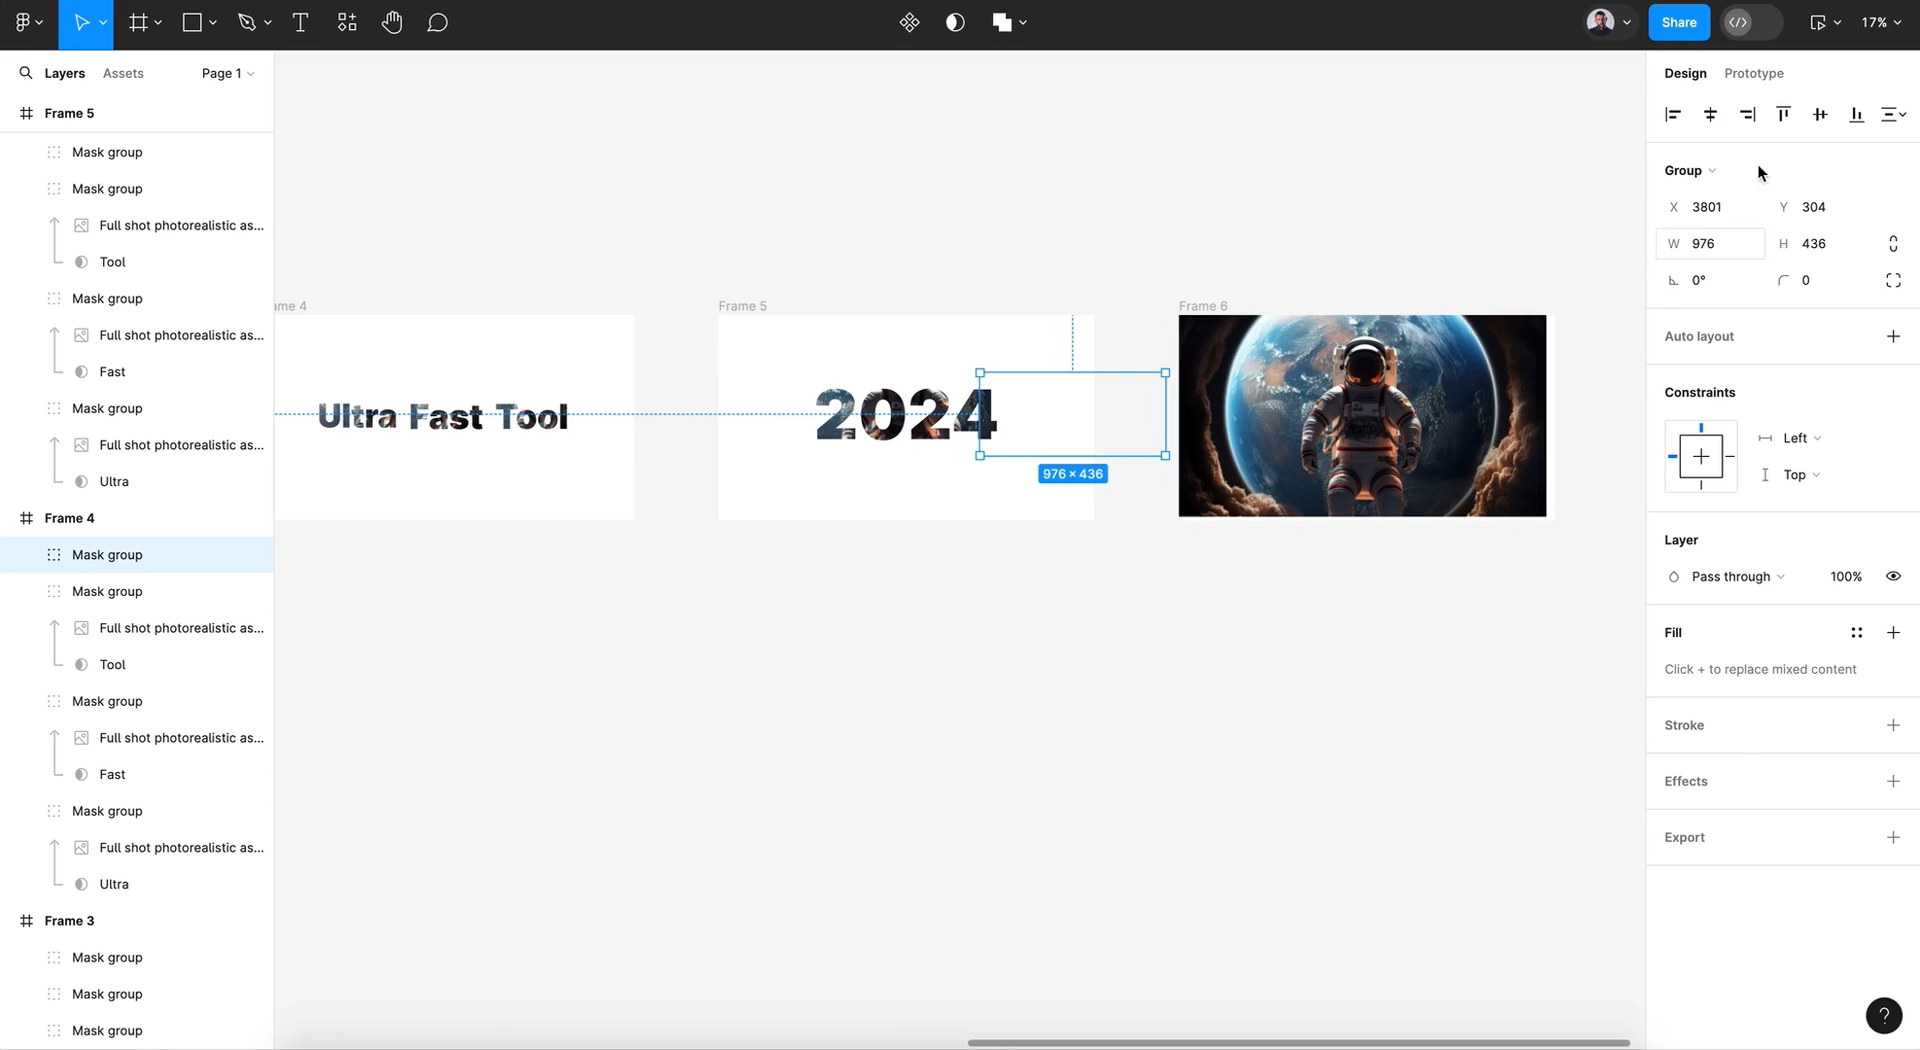 Share
17%
Layers
Assets
Page 1
Frame 5
Mask group
Mask group
Full shot photorealistic as...
Tool
Mask group
Full shot photorealistic as...
Fast
Mask group
Full shot photorealistic as...
Ultra
Frame 4
Mask group
Mask group
Full shot photorealistic as...
Tool
Mask group
Full shot photorealistic as...
Fast
Mask group
Full shot photorealistic as...
Ultra
Frame 3
Mask group
Mask group
Mask group
ame 4
Ultra Fast Tool
Frame 5
2024
976 × 436
Frame 6
Design
Prototype
Group
X 3801
Y 304
W 976
H 436
0°
0
Auto layout
Constraints
Left
Top
Layer
Pass through
100%
Fill
Click + to replace mixed content
Stroke
Effects
Export
?